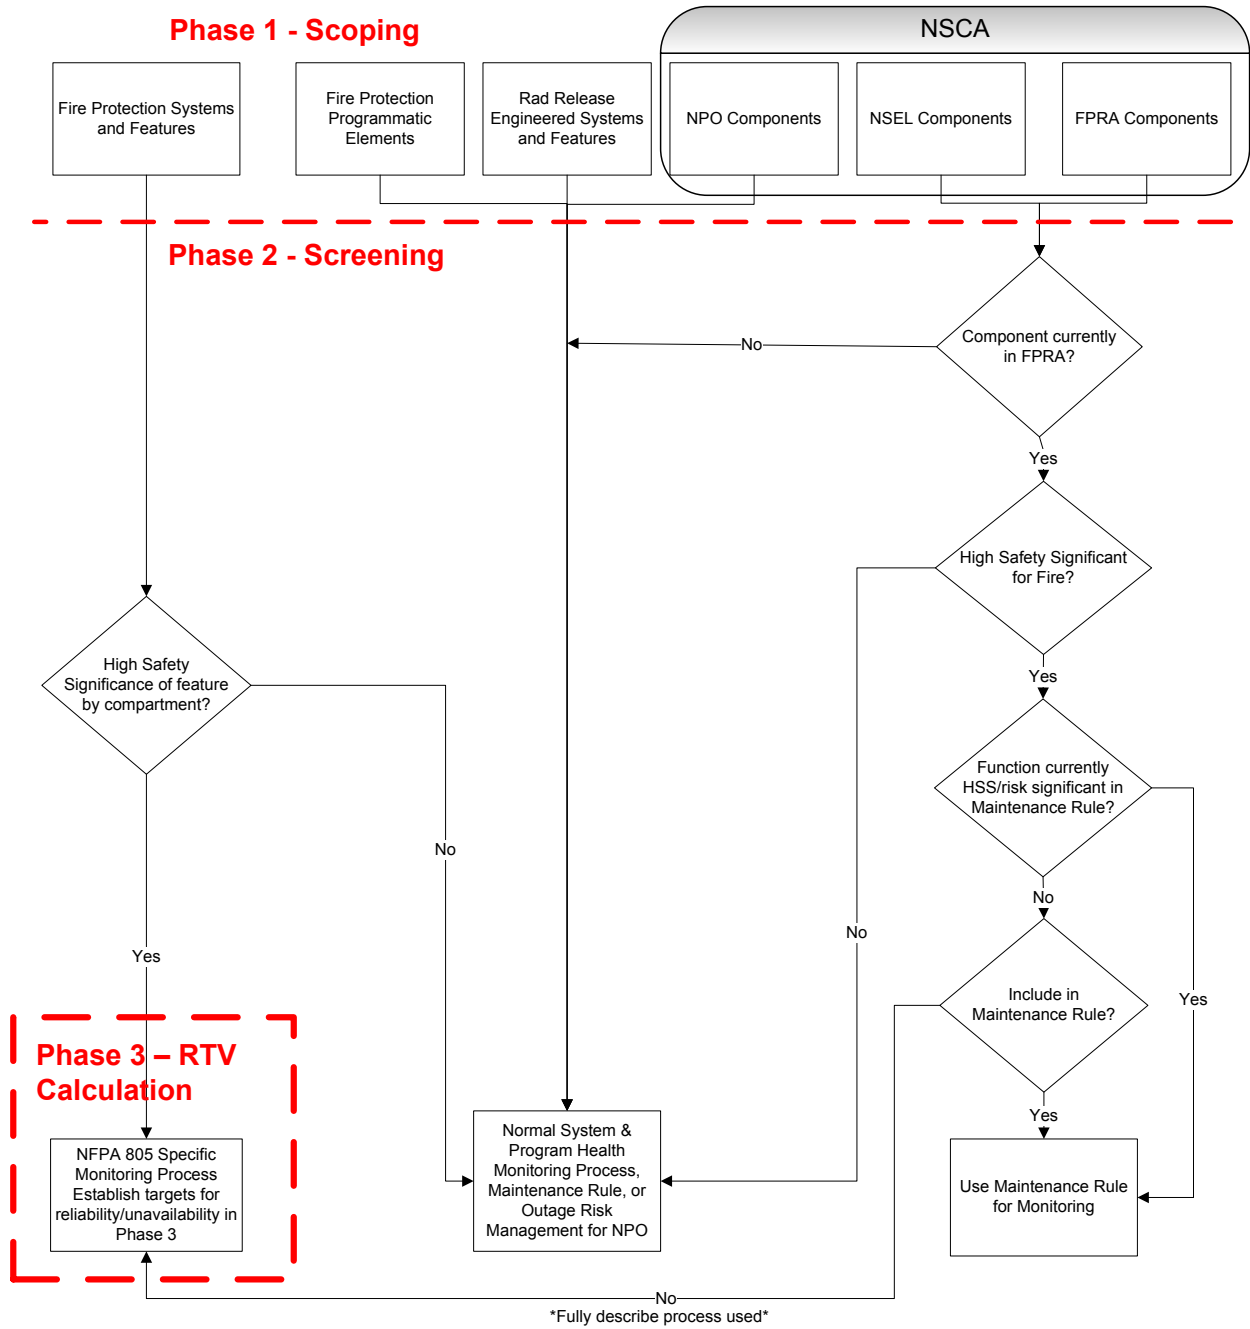 Phase 1 - Scoping
NSCA
Fire Protection Systems
and Features
Fire Protection
Programmatic
Elements
Rad Release
Engineered Systems
and Features
NPO Components
NSEL Components
FPRA Components
Phase 2 - Screening
Component currently
in FPRA?
No
Yes
High Safety Significant
for Fire?
Yes
High Safety
Significance of feature
by compartment?
Function currently
HSS/risk significant in
Maintenance Rule?
No
No
No
Yes
Include in
Maintenance Rule?
Yes
Phase 3 – RTV
Calculation
Yes
NFPA 805 Specific
Monitoring Process
Establish targets for
reliability/unavailability in
Phase 3
Normal System &
Program Health
Monitoring Process,
Maintenance Rule, or
Outage Risk
Management for NPO
Use Maintenance Rule
for Monitoring
No
*Fully describe process used*